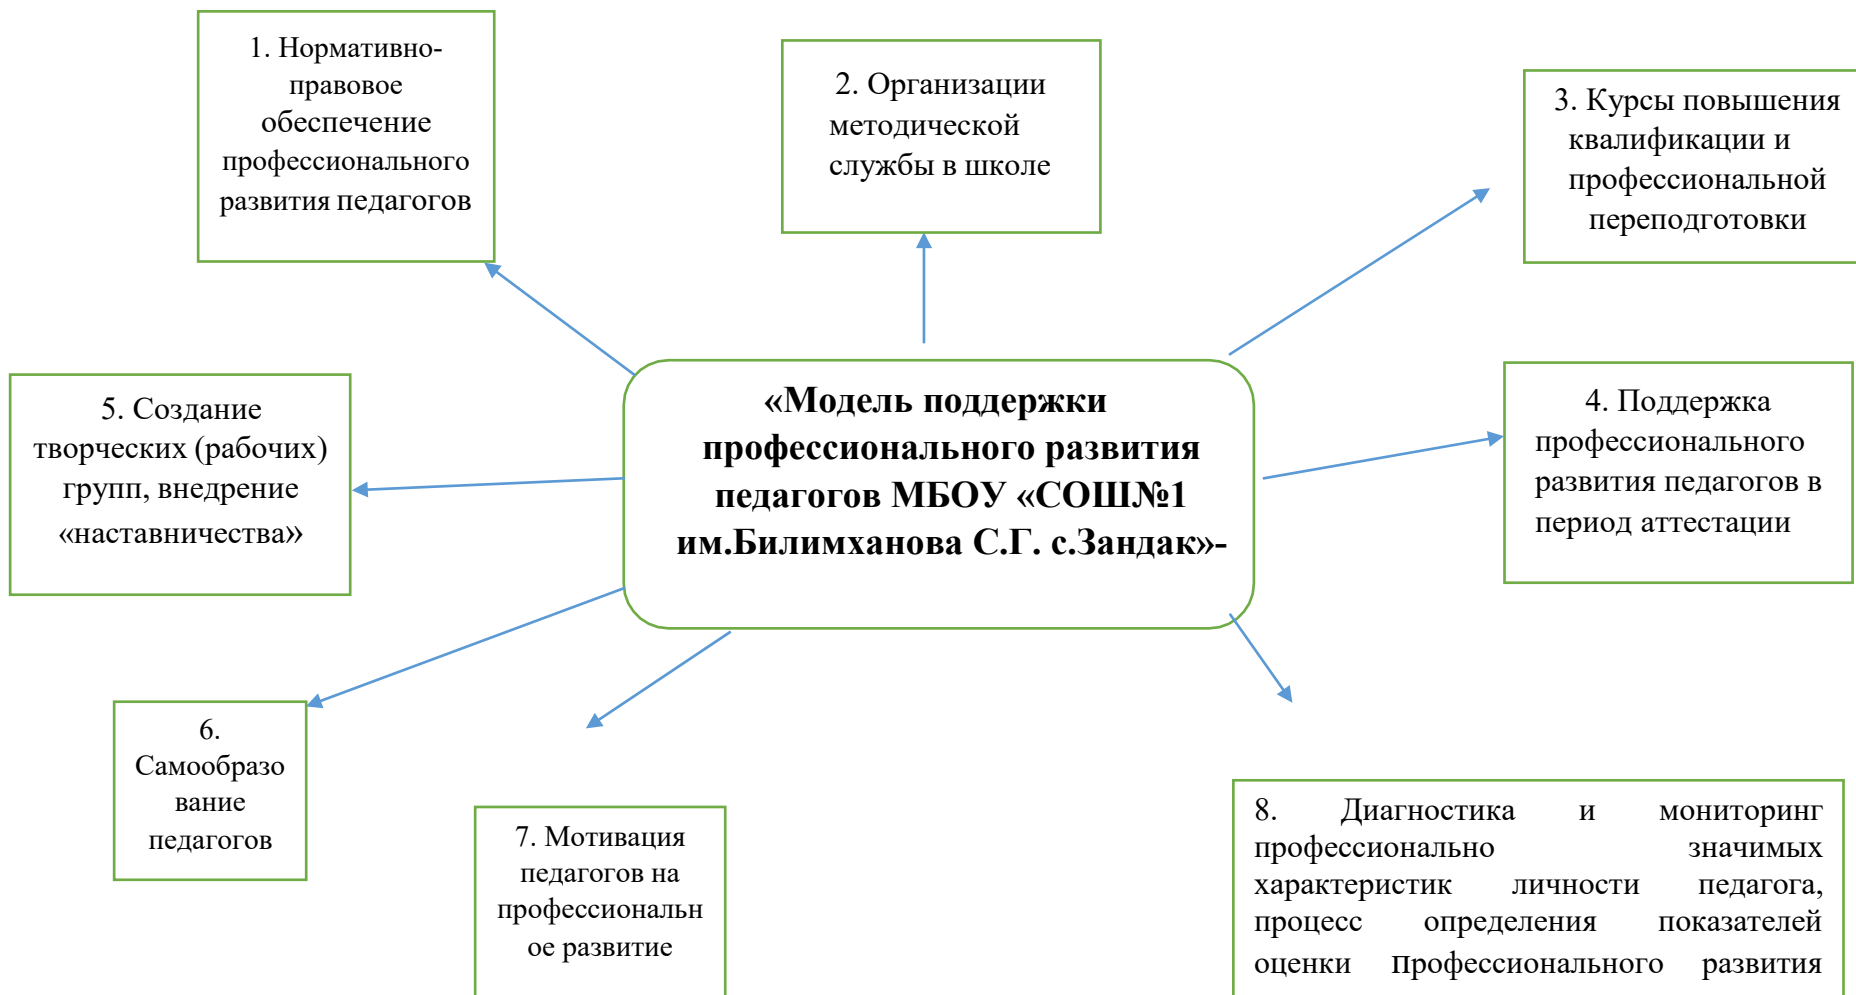 1. Нормативно-
правовое
обеспечение
профессионального
развития педагогов
2. Организации
методической
службы в школе
3. Курсы повышения
квалификации и
профессиональной
переподготовки
«Модель поддержки
профессионального развития
педагогов МБОУ «СОШ№1
им.Билимханова С.Г. с.Зандак»-
4. Поддержка
профессионального
развития педагогов в
период аттестации
5. Создание
творческих (рабочих)
групп, внедрение
«наставничества»
6.
Самообразо
вание
педагогов
7. Мотивация
педагогов на
профессиональн
ое развитие
8. Диагностика и мониторинг
профессионально значимых
характеристик личности педагога,
процесс определения показателей
оценки профессионального развития